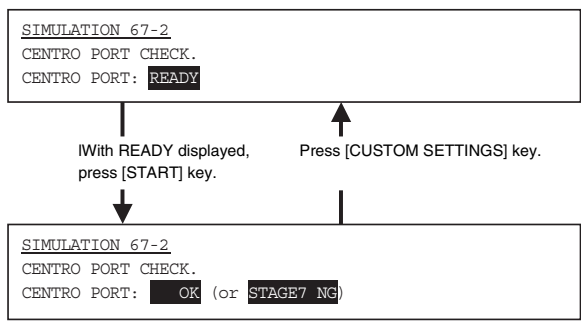 SIMULATION 67-2
CENTRO PORT CHECK.
CENTRO PORT: READY
lWith READY displayed,
press [START] key.
Press [CUSTOM SETTINGS] key.
SIMULATION 67-2
CENTRO PORT CHECK.
CENTRO PORT: OK (or STAGE7 NG)